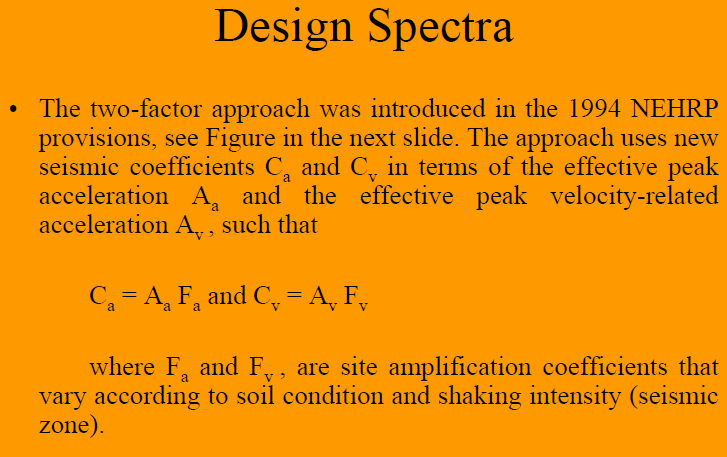 Design Spectra
• The two-factor approach was introduced in the 1994 NEHRP
provisions, see Figure in the next slide. The approach uses new
seismic coefficients Cₐ and Cᵥ in terms of the effective peak
acceleration Aₐ and the effective peak velocity-related
acceleration Aᵥ , such that
Cₐ = Aₐ Fₐ and Cᵥ = Aᵥ Fᵥ
where Fₐ and Fᵥ , are site amplification coefficients that
vary according to soil condition and shaking intensity (seismic
zone).